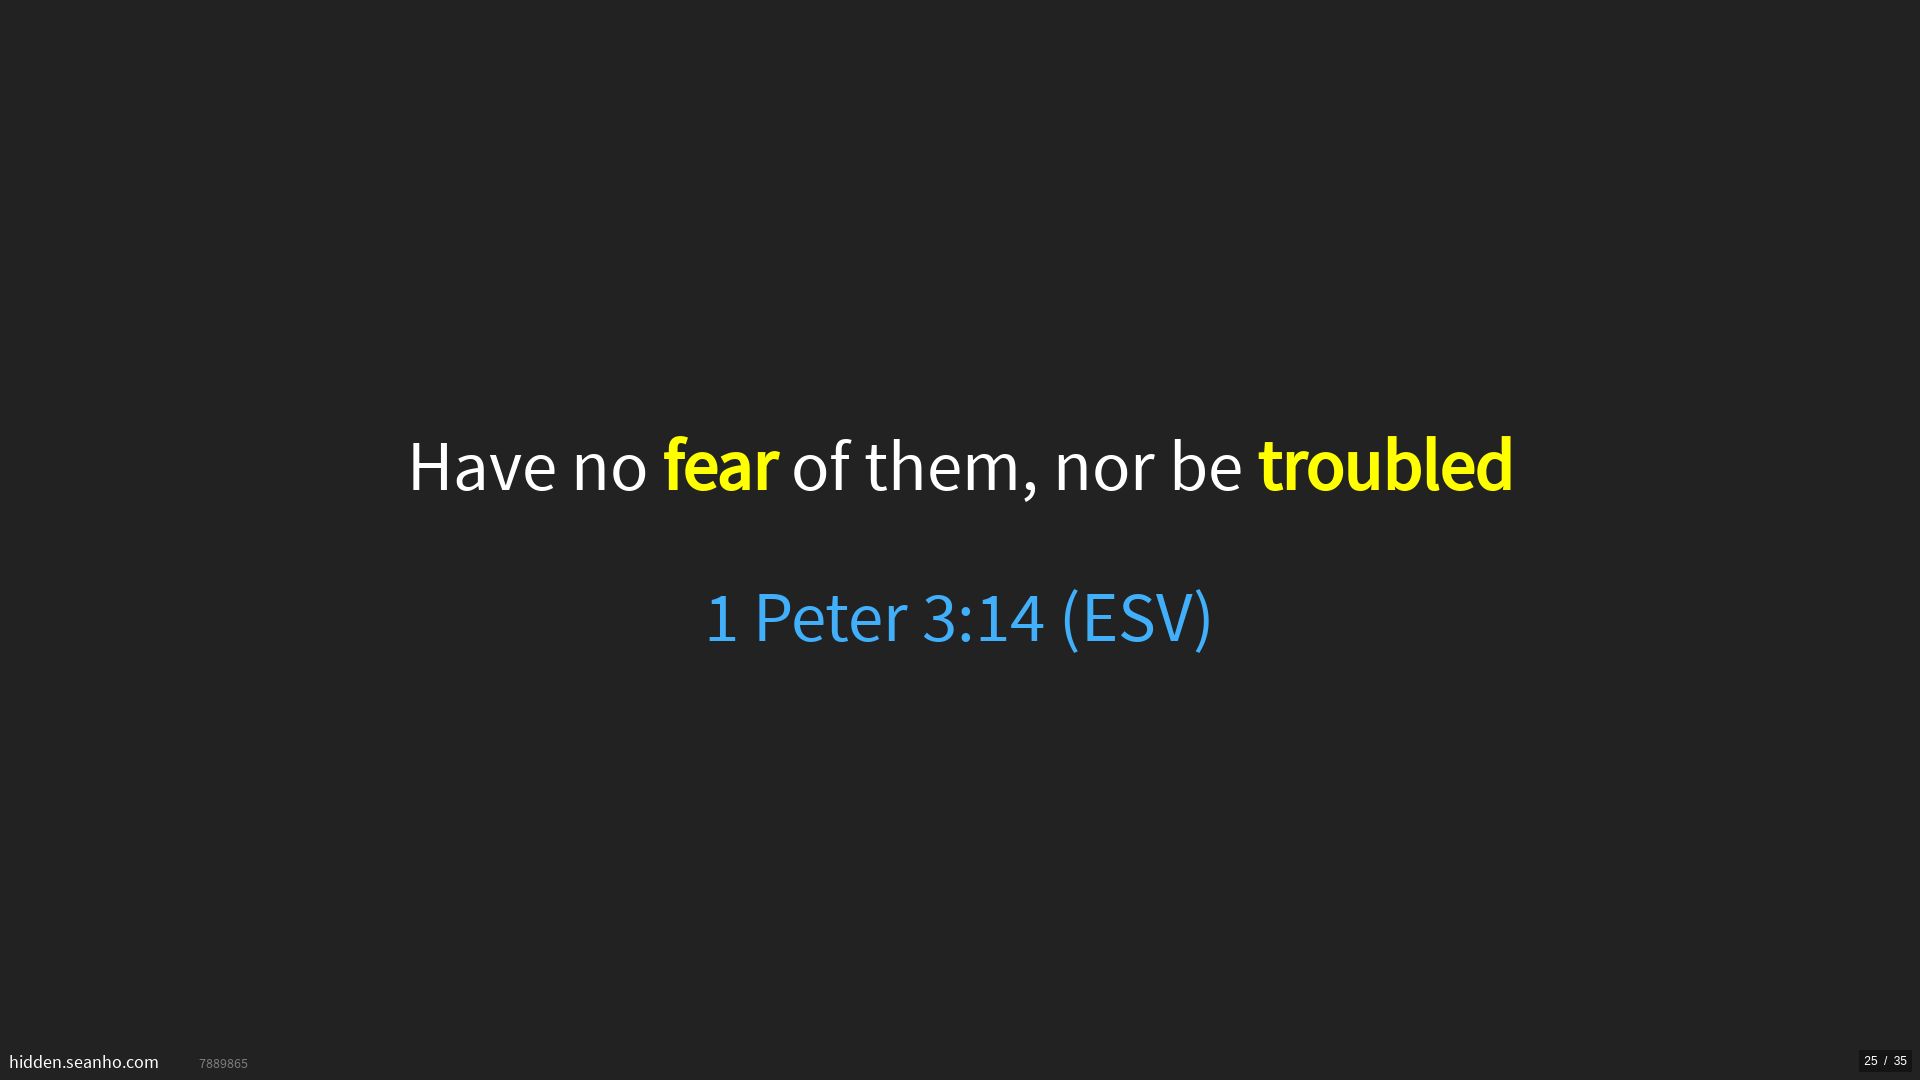 Have no fear of them, nor be troubled
1 Peter 3:14 (ESV)
hidden.seanho.com 7889865 25 / 35